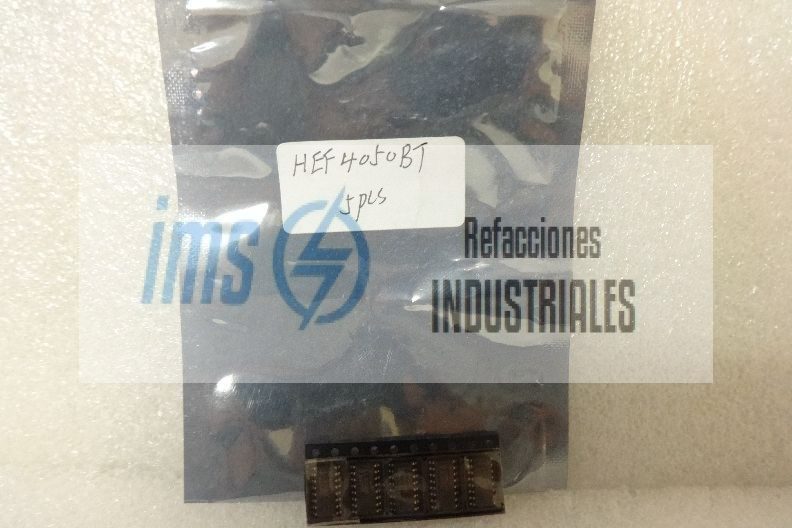 HEF4050BT
5pcs
ims
Refacciones
INDUSTRIALES